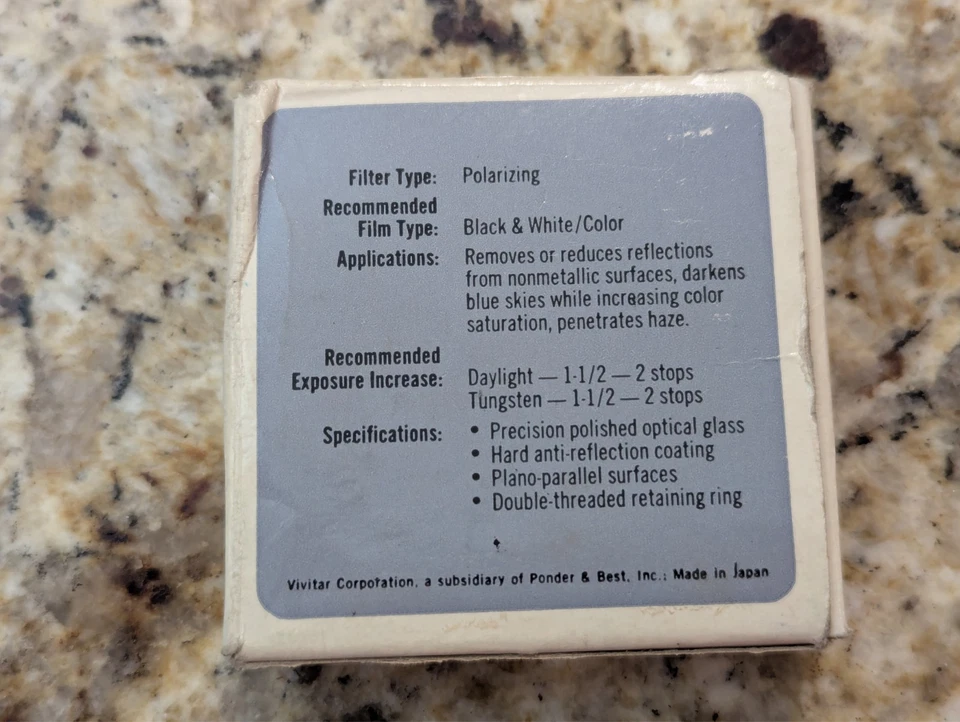 Filter Type: Polarizing
Recommended
Film Type: Black & White/Color
Applications: Removes or reduces reflections
from nonmetallic surfaces, darkens
blue skies while increasing color
saturation, penetrates haze.
Recommended
Exposure Increase: Daylight — 1-1/2 — 2 stops
Tungsten — 1-1/2 — 2 stops
Specifications: • Precision polished optical glass
• Hard anti-reflection coating
• Plano-parallel surfaces
• Double-threaded retaining ring
Vivitar Corporation, a subsidiary of Ponder & Best, Inc.; Made in Japan